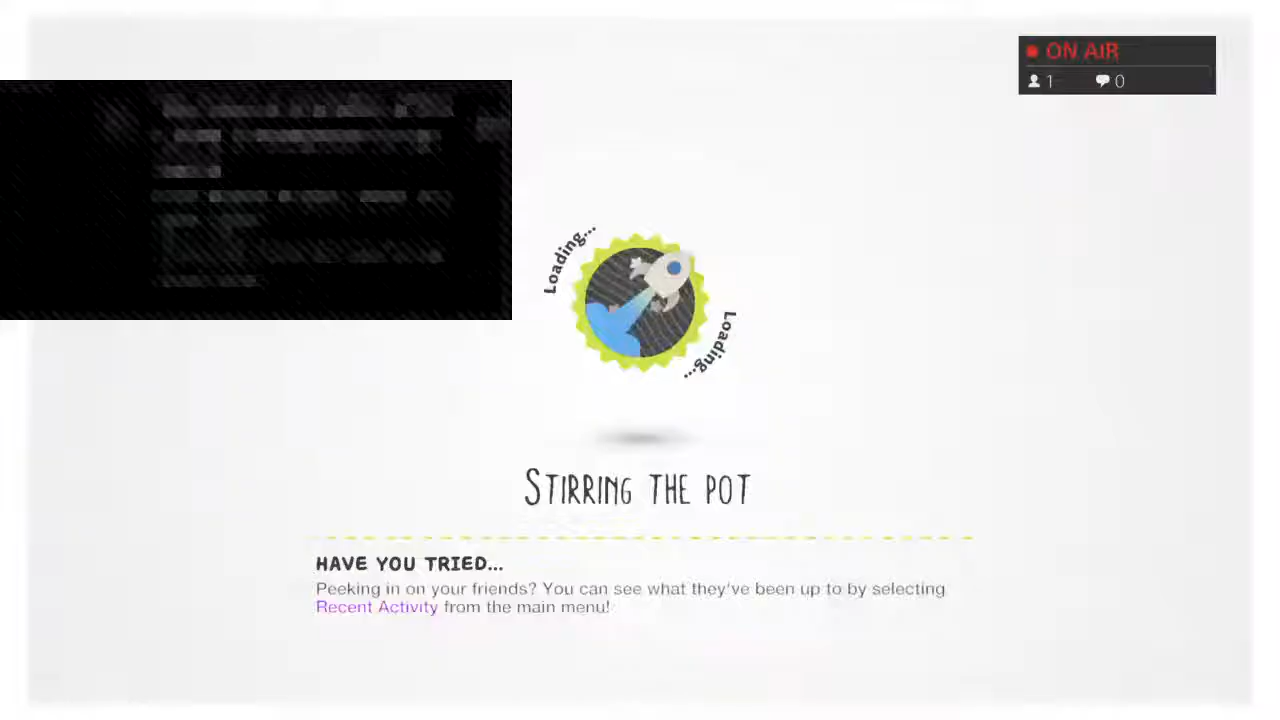 ON AIR
1 0
Loading...
Loading...
STIRRING THE POT
HAVE YOU TRIED...
Peeking in on your friends? You can see what they've been up to by selecting
Recent Activity from the main menu!